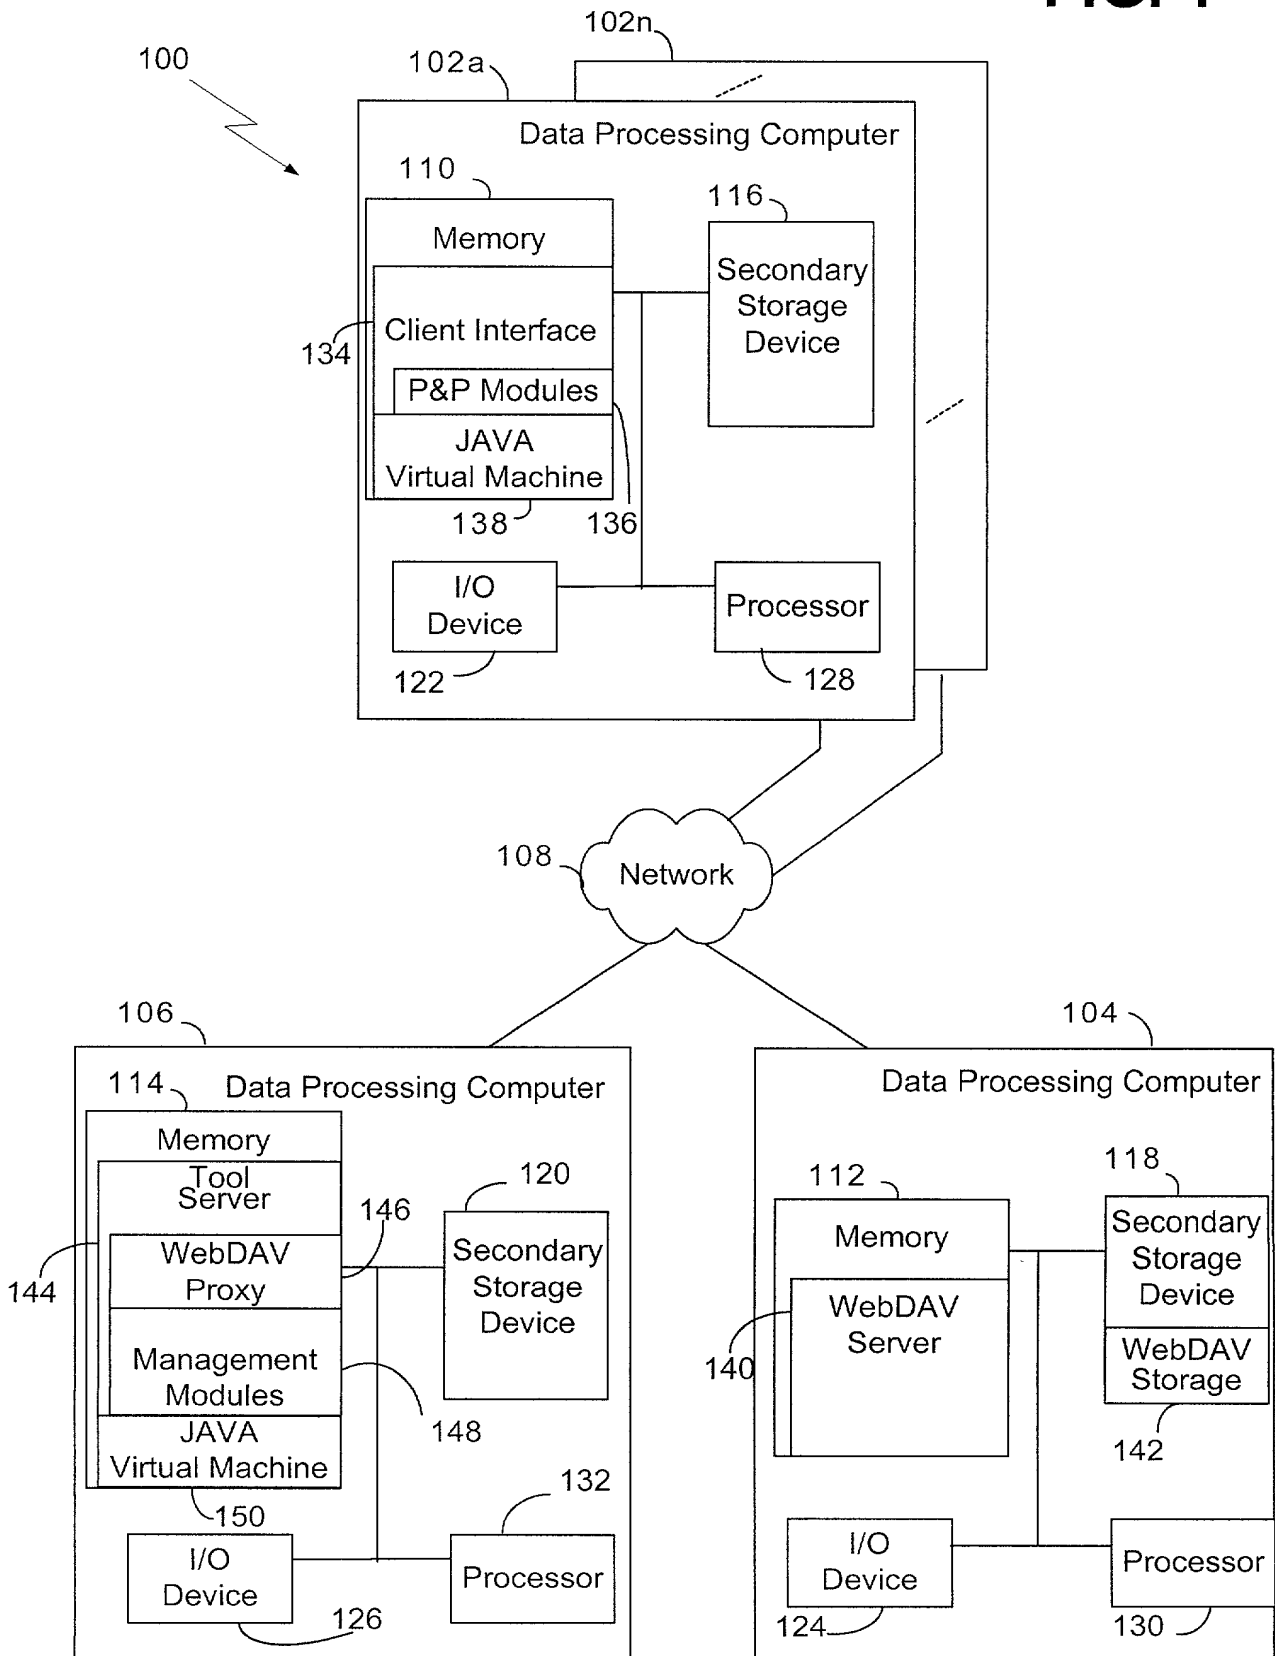 102n
100
102a
Data Processing Computer
110
116
Memory
Secondary
Storage
Device
Client Interface
134
P&P Modules
JAVA
Virtual Machine
138
136
I/O
Device
Processor
122
128
108
Network
106
104
Data Processing Computer
Data Processing Computer
114
Memory
Tool
Server
120
112
118
146
Memory
Secondary
Storage
Device
WebDAV
Proxy
Secondary
Storage
Device
144
WebDAV
Server
140
WebDAV
Storage
Management
Modules
148
142
JAVA
Virtual Machine
150
132
I/O
Device
Processor
I/O
Device
Processor
126
124
130